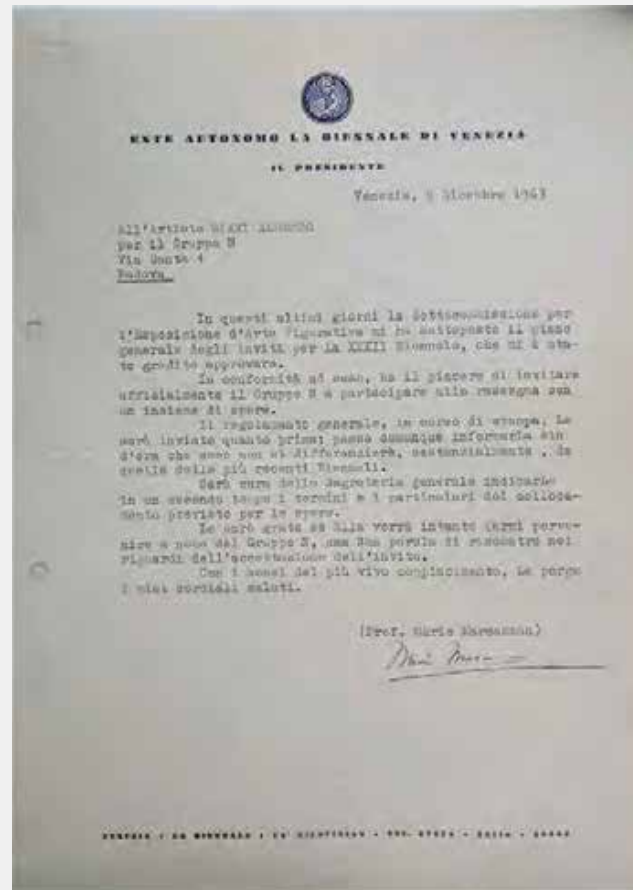 ENTE AUTONOMO LA BIENNALE DI VENEZIA
IL PRESIDENTE
Venezia, 9 Dicembre 1963
All'Artista
per il Gruppo N
Via 4
Padova
In questi ultimi giorni la Sottocommissione per
l'Esposizione d'Arte Figurativa mi ha sottoposto il piano
generale degli inviti per la XXXII Biennale, che mi è sta-
to gradito approvare.
In conformità ad esso, ho il piacere di invitare
ufficialmente il Gruppo N a partecipare alla rassegna con
un insieme di opere.
Il regolamento generale, in corso di stampa, Le
sarà inviato quanto prima; posso comunque informarLa sin
d'ora che esso non si differenzierà, sostanzialmente, da
quello delle più recenti Biennali.
Sarà cura della Segreteria generale indicarLe
in un secondo tempo i termini e i particolari del colloca-
mento previsto per le opere.
Le sarò grato se Ella vorrà intanto farmi perve-
nire a nome del Gruppo N, una Sua parola di riscontro nei
riguardi dell'accettazione dell'invito.
Con i sensi del più vivo compiacimento, Le porgo
i miei cordiali saluti.
(Prof. Mario Marcazzan)
VENEZIA LA BIENNALE CA' GIUSTINIAN - TEL.